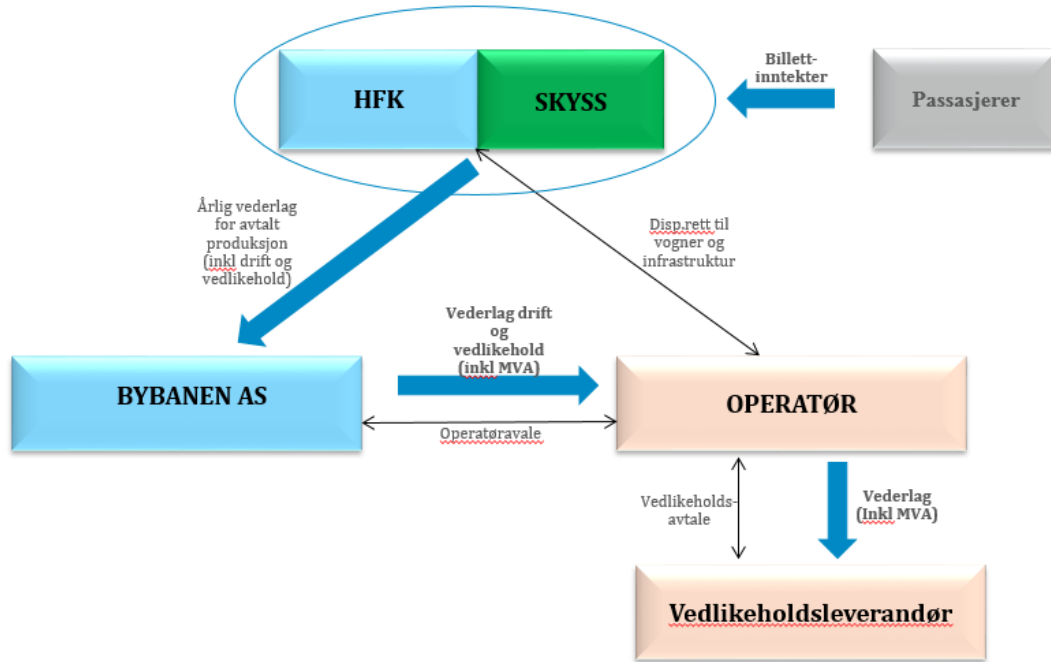 HFK
SKYSS
Billett-
inntekter
Passasjerer
Årlig vederlag
for avtalt
produksjon
(inkl drift og
vedlikehold)
Disp.rett til
vogner og
infrastruktur
Vederlag drift
og
vedlikehold
(inkl MVA)
BYBANEN AS
OPERATØR
Operatøravale
Vedlikeholds-
avtale
Vederlag
(Inkl MVA)
Vedlikeholdsleverandør